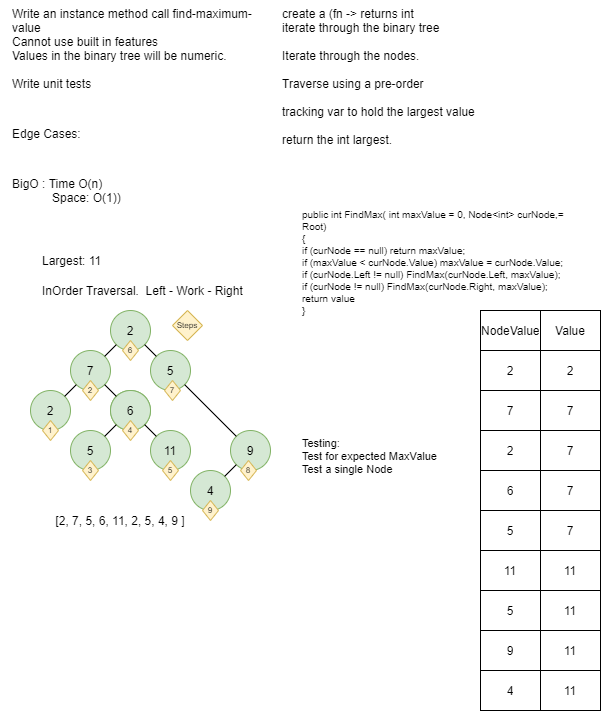 Write an instance method call find-maximum-
value
Cannot use built in features
Values in the binary tree will be numeric.
Write unit tests
Edge Cases:
BigO : Time O(n)
Space: O(1))
Largest: 11
InOrder Traversal. Left - Work - Right
Steps
2
6
7
2
5
7
2
1
6
4
5
3
11
5
9
8
4
9
[2, 7, 5, 6, 11, 2, 5, 4, 9 ]
create a (fn -> returns int
iterate through the binary tree
Iterate through the nodes.
Traverse using a pre-order
tracking var to hold the largest value
return the int largest.
public int FindMax( int maxValue = 0, Node<int> curNode,=
Root)
{
if (curNode == null) return maxValue;
if (maxValue < curNode.Value) maxValue = curNode.Value;
if (curNode.Left != null) FindMax(curNode.Left, maxValue);
if (curNode != null) FindMax(curNode.Right, maxValue);
return value
}
Testing:
Test for expected MaxValue
Test a single Node
NodeValue Value
2 2
7 7
2 7
6 7
5 7
11 11
5 11
9 11
4 11